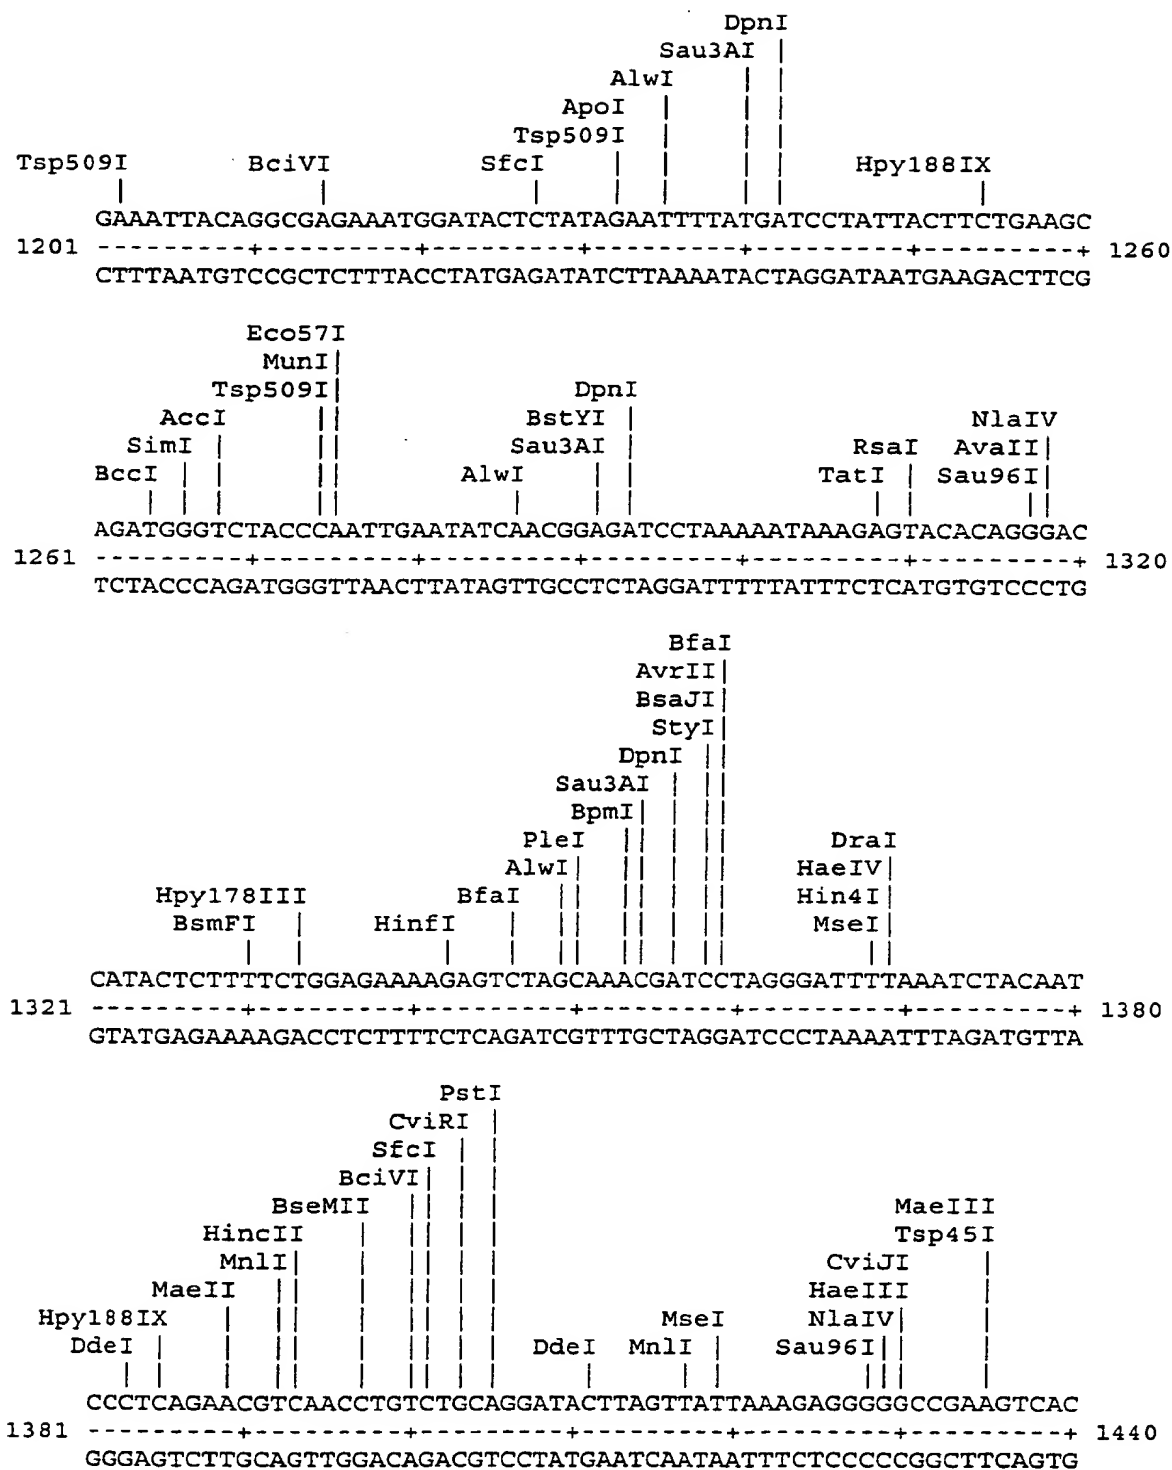 DpnI
Sau3AI
AlwI
ApoI
Tsp509I
Tsp509I BciVI SfcI Hpy188IX
GAAATTACAGGCGAGAAATGGATACTCTATAGAATTTTATGATCCTATTACTTCTGAAGC
1201 ---------+---------+---------+---------+---------+---------+ 1260
CTTTAATGTCCGCTCTTTACCTATGAGATATCTTAAAATACTAGGATAATGAAGACTTCG
Eco57I
MunI
Tsp509I DpnI
AccI BstYI NlaIV
SimI Sau3AI RsaI AvaII
BccI AlwI TatI Sau96I
AGATGGGTCTACCCAATTGAATATCAACGGAGATCCTAAAAATAAAGAGTACACAGGGAC
1261 ---------+---------+---------+---------+---------+---------+ 1320
TCTACCCAGATGGGTTAACTTATAGTTGCCTCTAGGATTTTTATTTCTCATGTGTCCCTG
BfaI
AvrII
BsaJI
StyI
DpnI
Sau3AI
BpmI
PleI DraI
AlwI HaeIV
Hpy178III BfaI Hin4I
BsmFI HinfI MseI
CATACTCTTTTCTGGAGAAAAGAGTCTAGCAAACGATCCTAGGGATTTTAAATCTACAAT
1321 ---------+---------+---------+---------+---------+---------+ 1380
GTATGAGAAAAGACCTCTTTTCTCAGATCGTTTGCTAGGATCCCTAAAATTTAGATGTTA
PstI
CviRI
SfcI
BciVI
BseMII MaeIII
HincII Tsp45I
MnlI CviJI
MaeII HaeIII
Hpy188IX MseI NlaIV
DdeI DdeI MnlI Sau96I
CCCTCAGAACGTCAACCTGTCTGCAGGATACTTAGTTATTAAAGAGGGGGCCGAAGTCAC
1381 ---------+---------+---------+---------+---------+---------+ 1440
GGGAGTCTTGCAGTTGGACAGACGTCCTATGAATCAATAATTTCTCCCCCGGCTTCAGTG